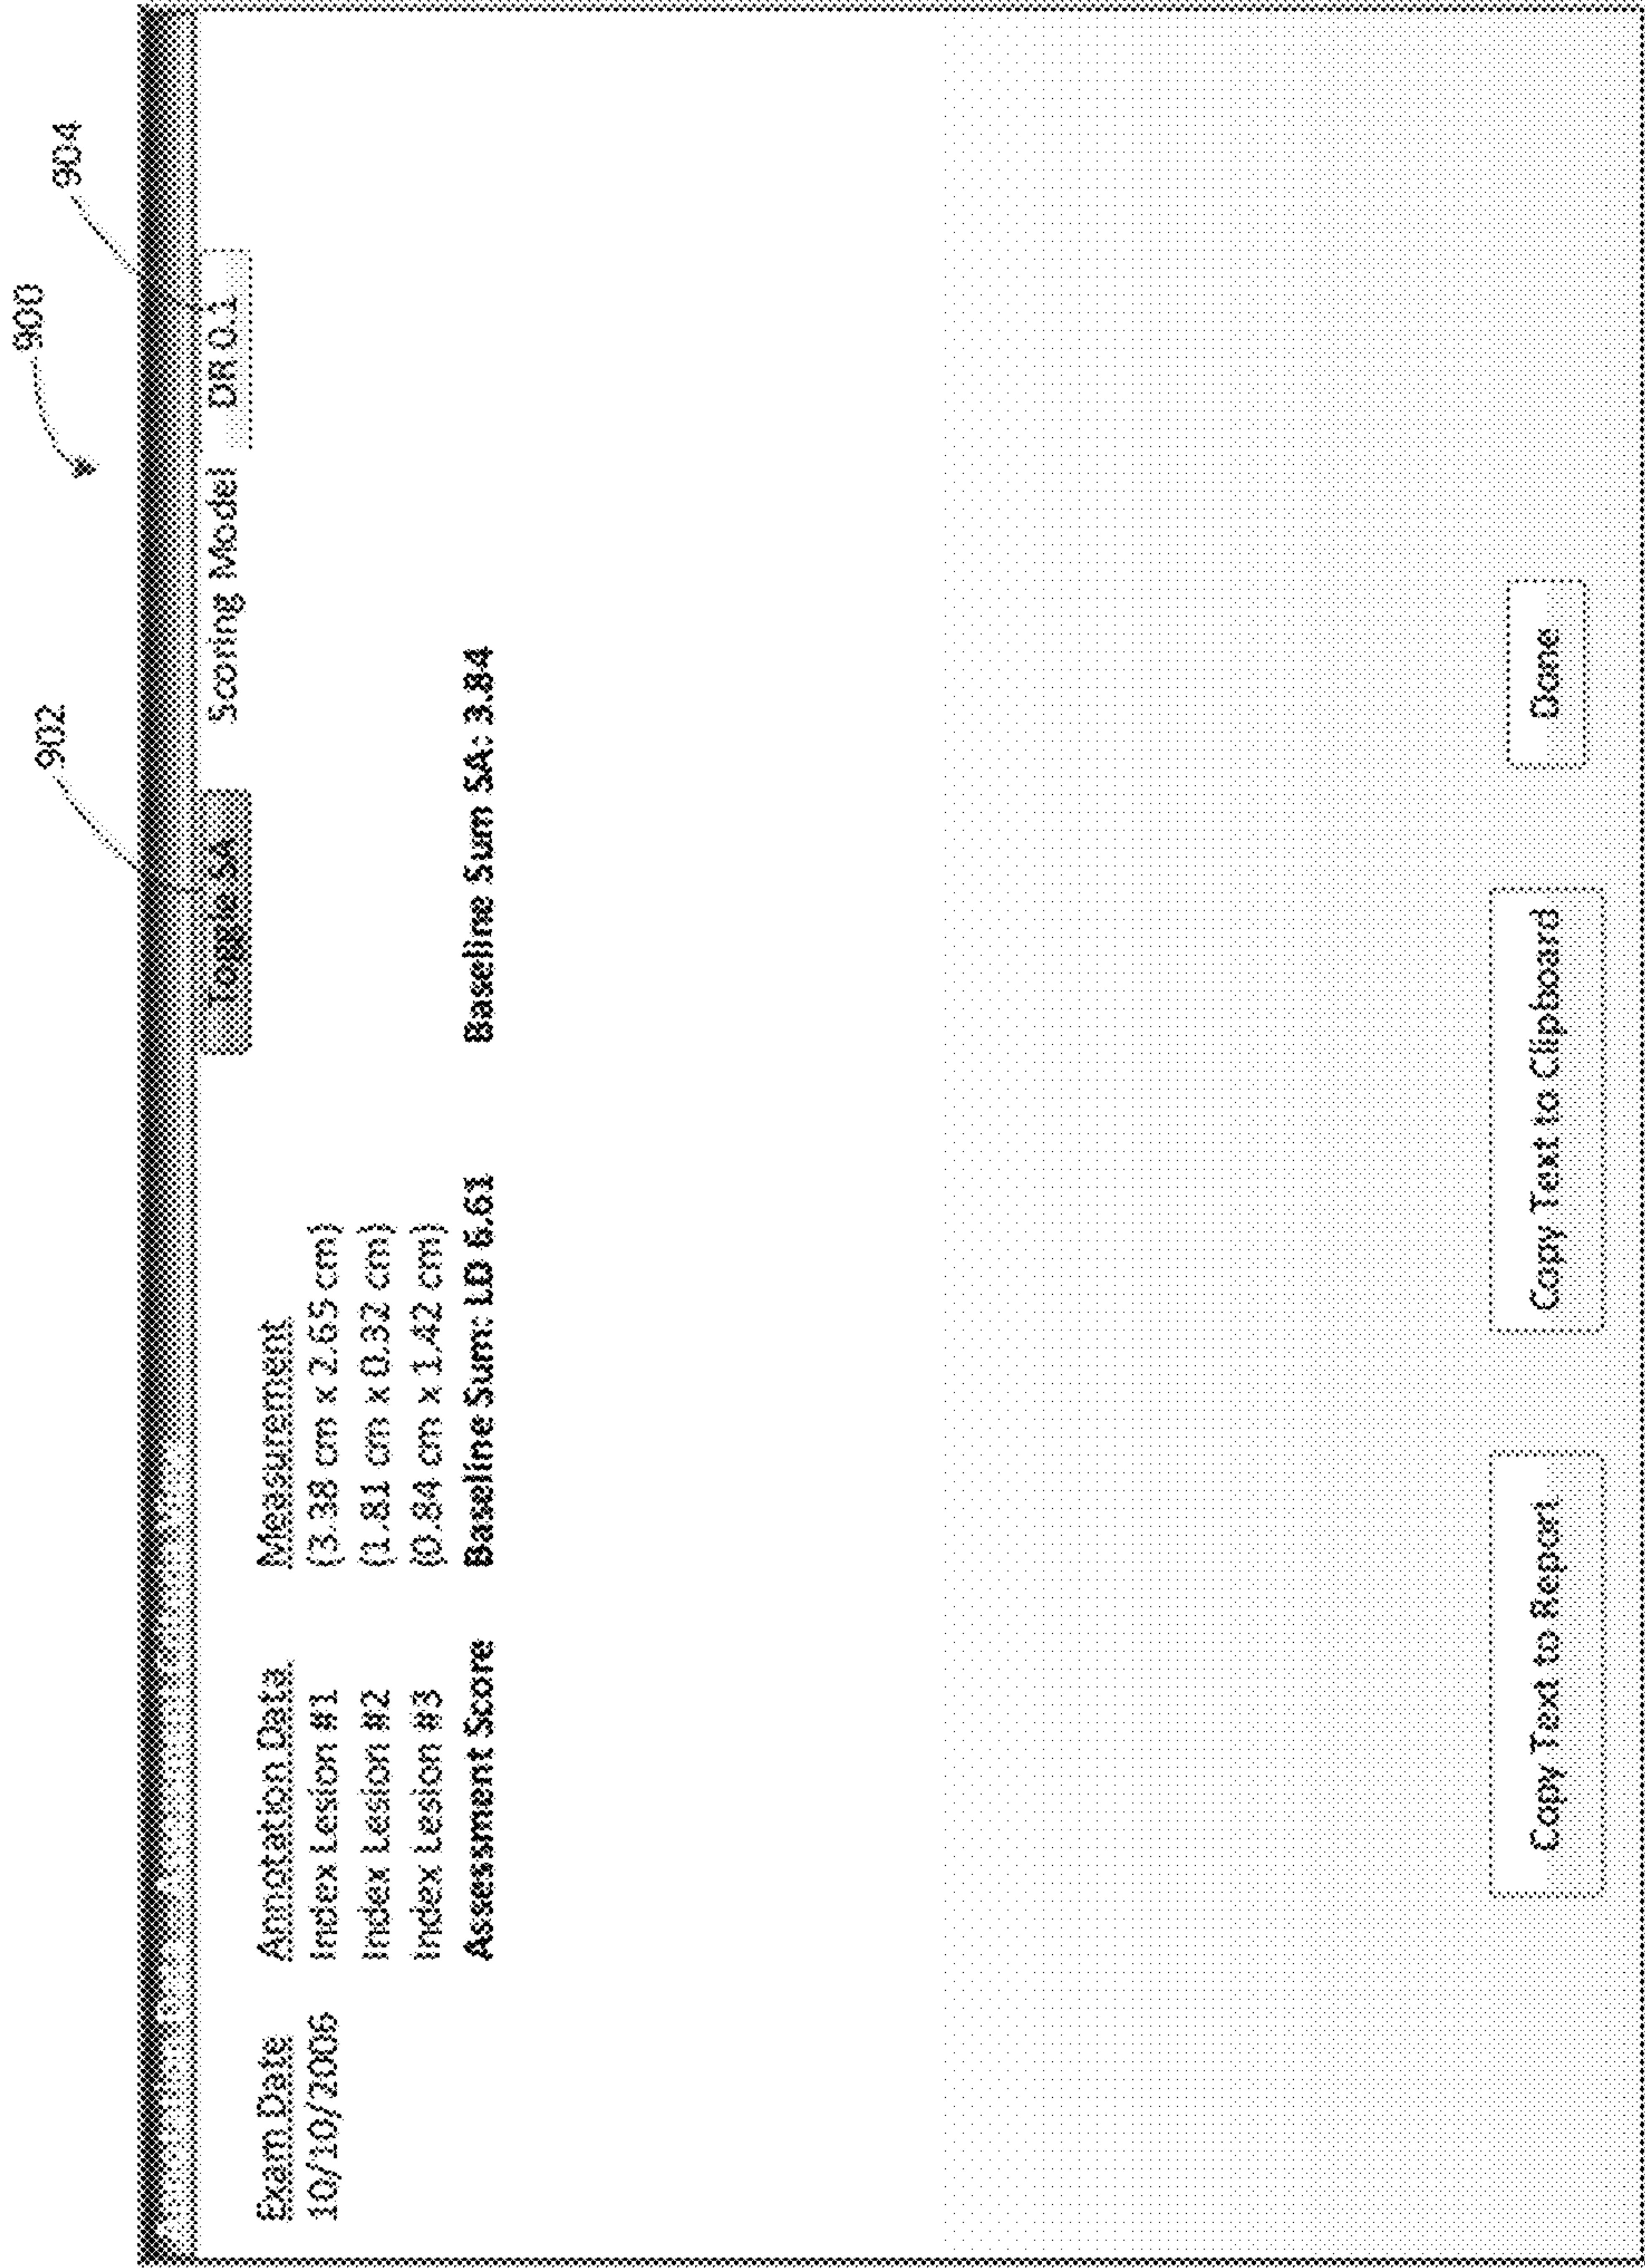 900
902
904
Toggle SA Scoring Model DR 0.1
Exam Date Annotation Data Measurement
10/10/2006 Index Lesion #1 (3.38 cm x 2.65 cm)
Index Lesion #2 (1.81 cm x 0.32 cm)
Index Lesion #3 (0.84 cm x 1.42 cm)
Assessment Score Baseline Sum: LD 6.61 Baseline Sum SA: 3.84
Copy Text to Report Copy Text to Clipboard Done